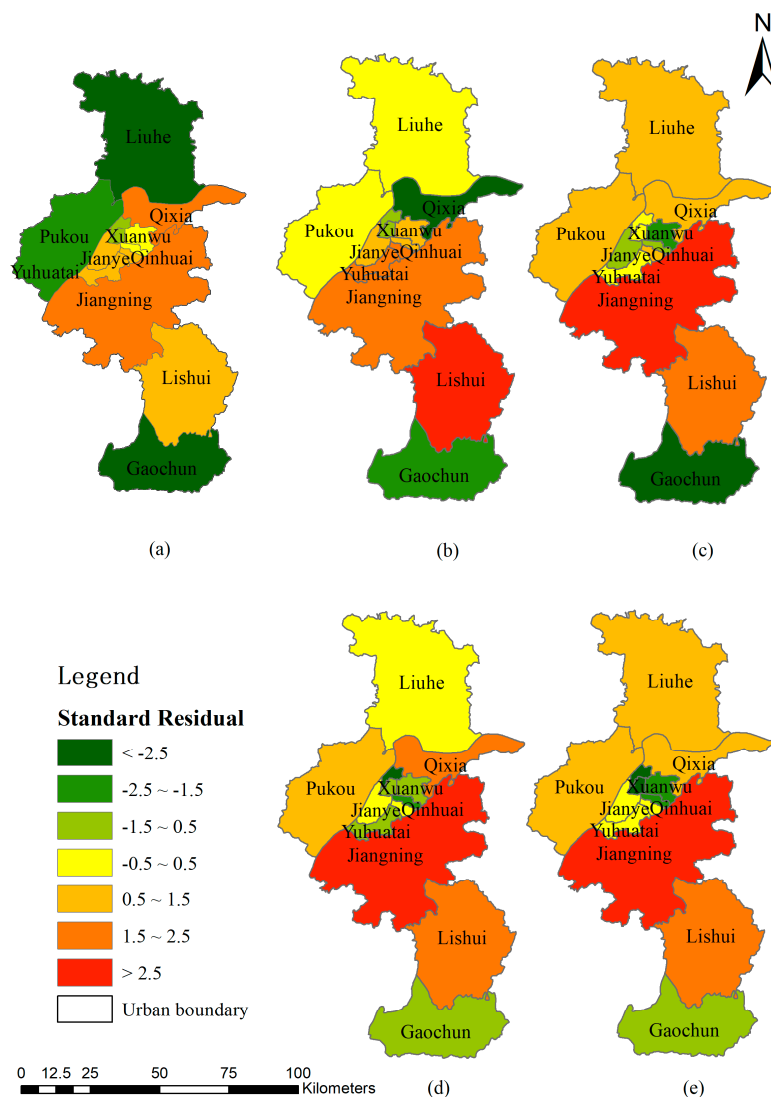 N
Liuhe
Qixia
Pukou
Xuanwu
Yuhuatai
JianyeQinhuai
Jiangning
Lishui
Gaochun
(a)
Liuhe
Qixia
Pukou
Xuanwu
JianyeQinhuai
Yuhuatai
Jiangning
Lishui
Gaochun
(b)
Liuhe
Qixia
Pukou
Xuanwu
JianyeQinhuai
Yuhuatai
Jiangning
Lishui
Gaochun
(c)
Legend
Standard Residual
< -2.5
-2.5 ~ -1.5
-1.5 ~ 0.5
-0.5 ~ 0.5
0.5 ~ 1.5
1.5 ~ 2.5
> 2.5
Urban boundary
0 12.5 25 50 75 100
Kilometers
Liuhe
Qixia
Pukou
Xuanwu
JianyeQinhuai
Yuhuatai
Jiangning
Lishui
Gaochun
(d)
Liuhe
Qixia
Pukou
Xuanwu
JianyeQinhuai
Yuhuatai
Jiangning
Lishui
Gaochun
(e)